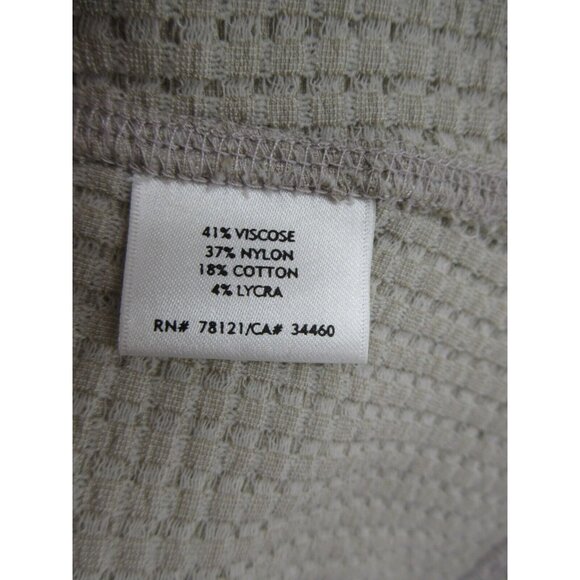 41% VISCOSE
37% NYLON
18% COTTON
4% LYCRA
RN# 78121/CA# 34460